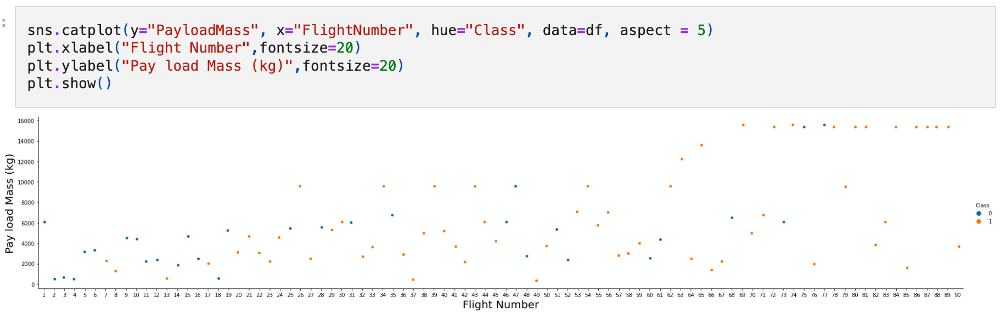 sns.catplot(y="PayloadMass", x="FlightNumber", hue="Class", data=df, aspect = 5)
plt.xlabel("Flight Number",fontsize=20)
plt.ylabel("Pay load Mass (kg)",fontsize=20)
plt.show()
16000
14000
12000
10000
8000
6000
4000
2000
0
Pay load Mass (kg)
Class
0
1
1 2 3 4 5 6 7 8 9 10 11 12 13 14 15 16 17 18 19 20 21 22 23 24 25 26 27 28 29 30 31 32 33 34 35 36 37 38 39 40 41 42 43 44 45 46 47 48 49 50 51 52 53 54 55 56 57 58 59 60 61 62 63 64 65 66 67 68 69 70 71 72 73 74 75 76 77 78 79 80 81 82 83 84 85 86 87 88 89 90
Flight Number